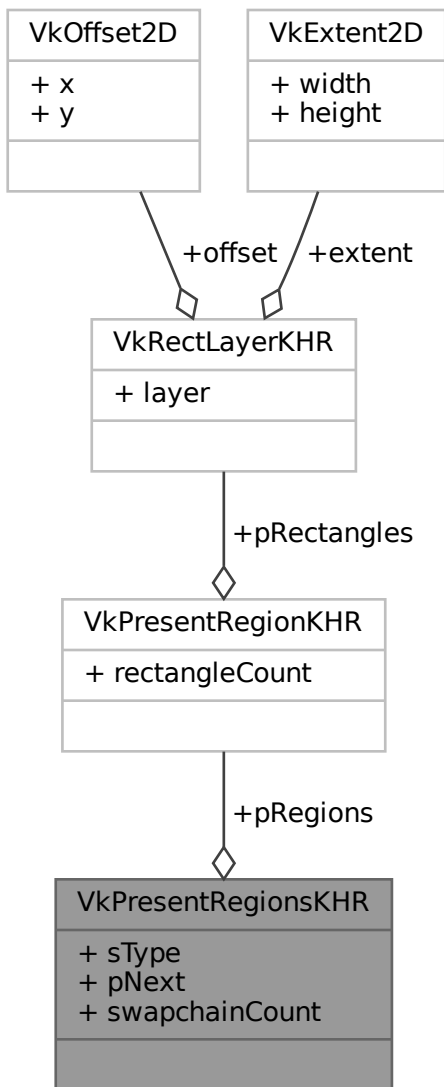 VkOffset2D
+ x
+ y
VkExtent2D
+ width
+ height
+offset
+extent
VkRectLayerKHR
+ layer
+pRectangles
VkPresentRegionKHR
+ rectangleCount
+pRegions
VkPresentRegionsKHR
+ sType
+ pNext
+ swapchainCount